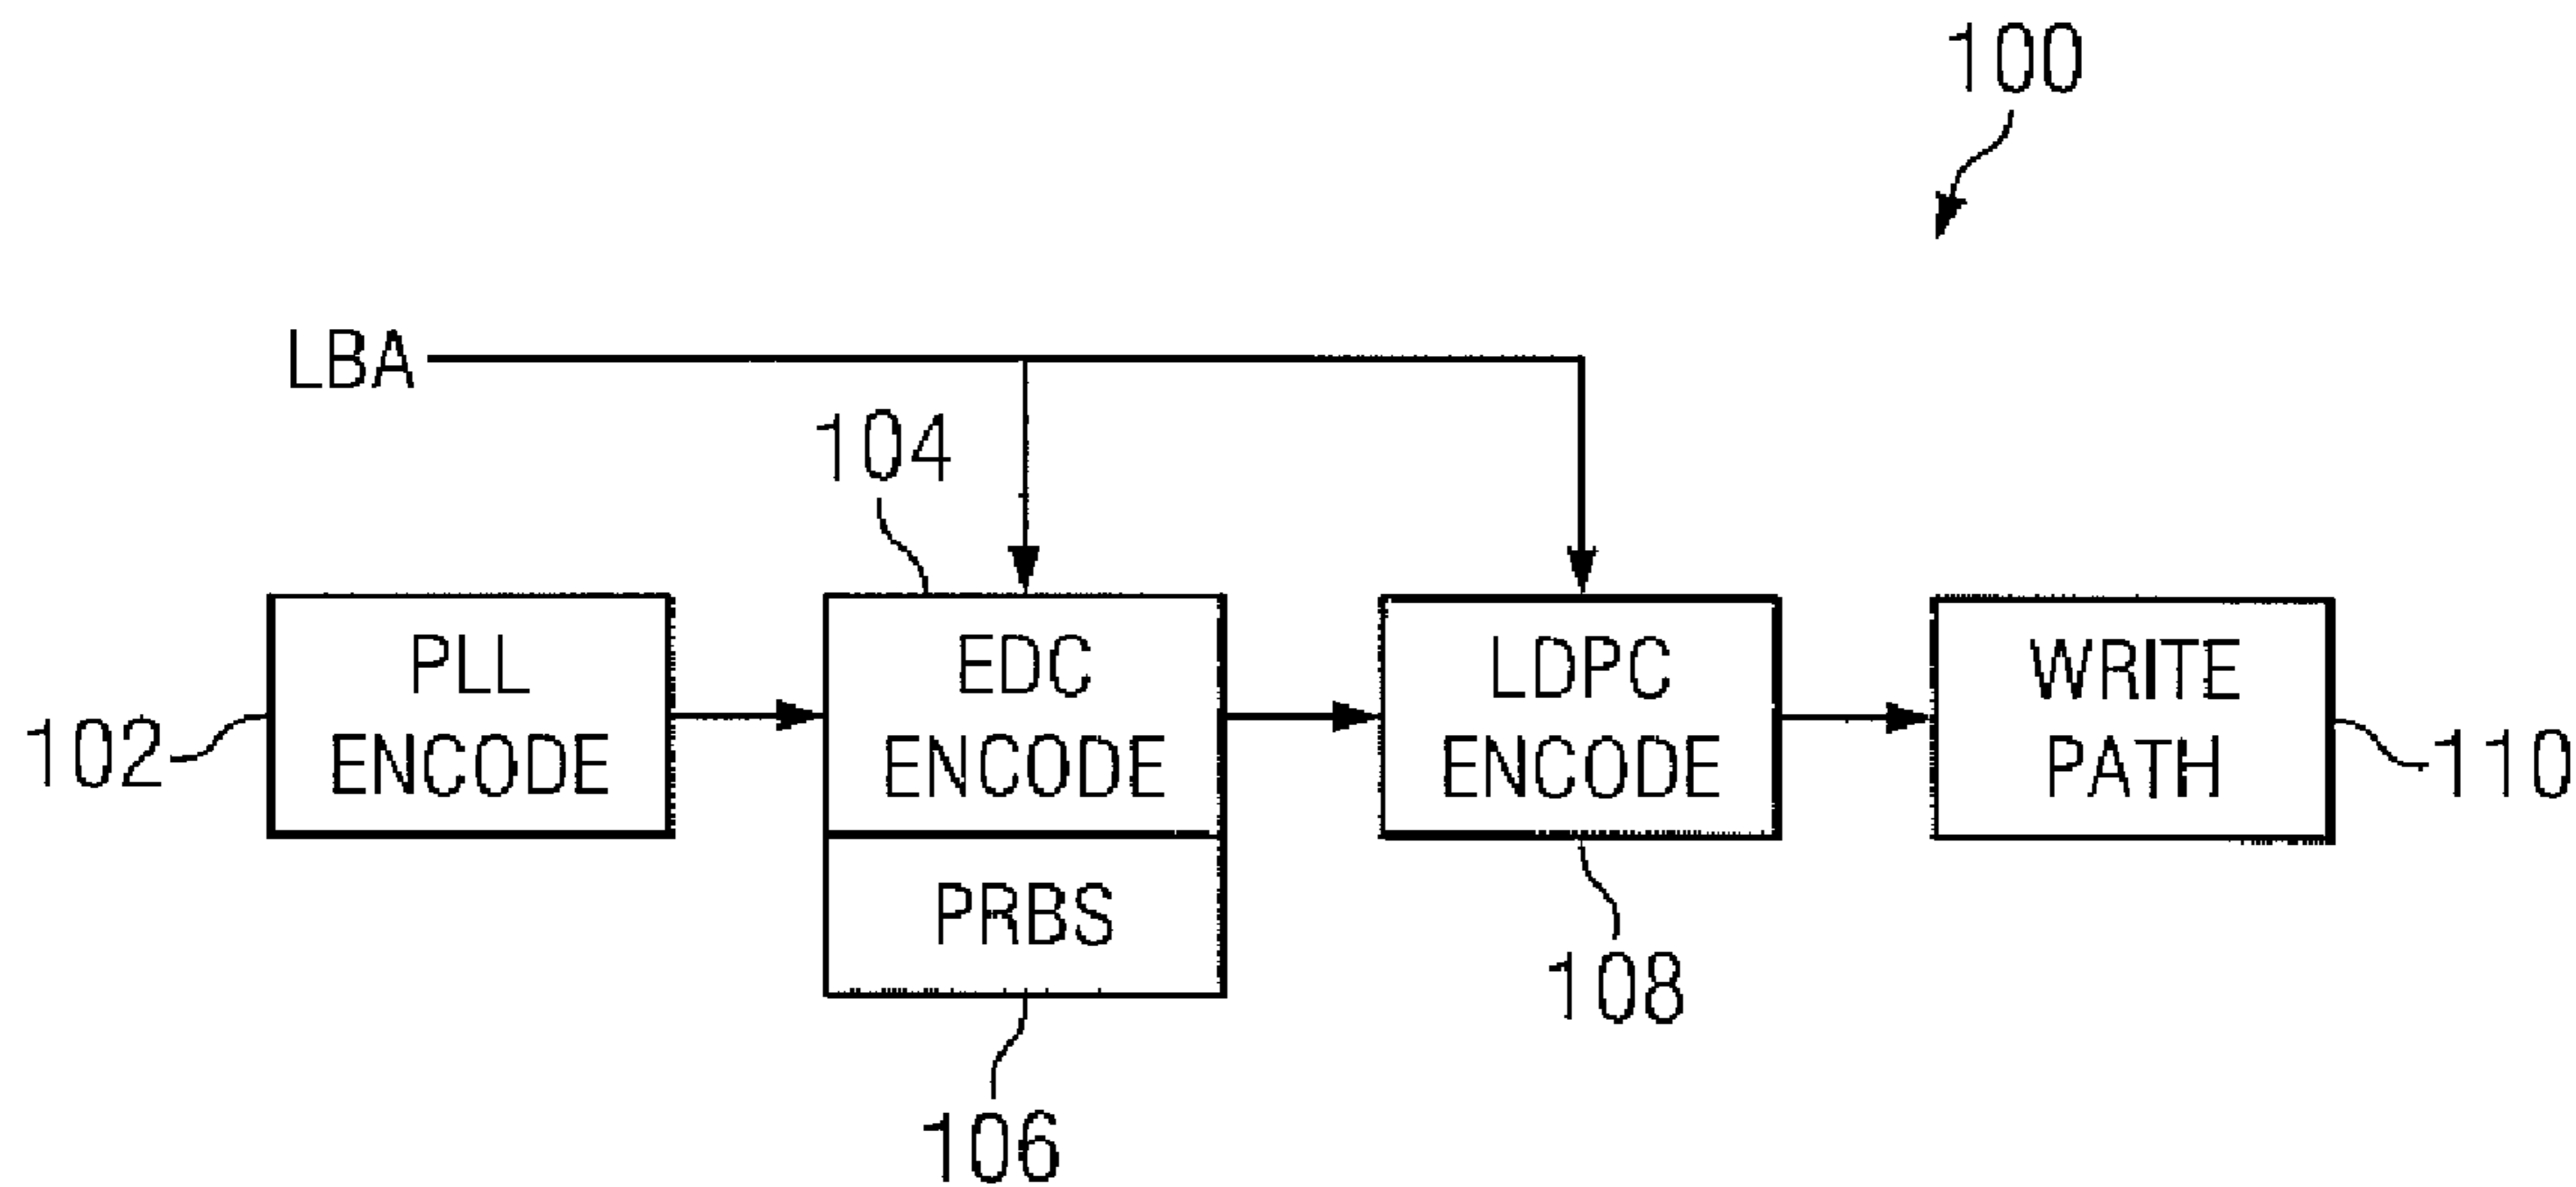 100
LBA
104
PLL
ENCODE
EDC
ENCODE
LDPC
ENCODE
WRITE
PATH
102
110
PRBS
108
106